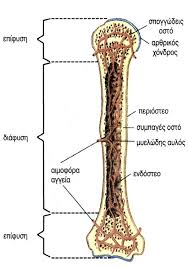 σπογγώδες
οστό
αρθρικός
χόνδρος
επίφυση
διάφυση
επίφυση
περιόστεο
συμπαγές οστό
μυελώδης αυλός
αιμοφόρα
αγγεία
ενδόστεο